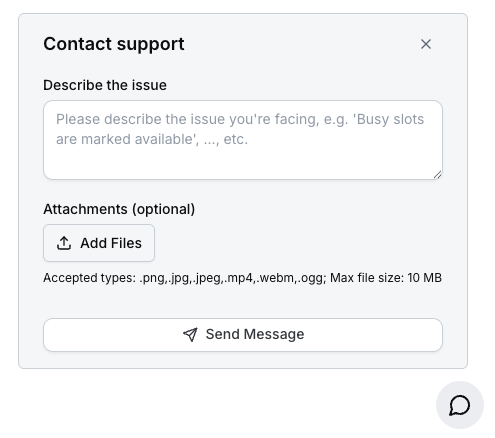 Contact support
Describe the issue
Please describe the issue you're facing, e.g. 'Busy slots
are marked available', ..., etc.
Attachments (optional)
Add Files
Accepted types: .png,.jpg,.jpeg,.mp4,.webm,.ogg; Max file size: 10 MB
Send Message